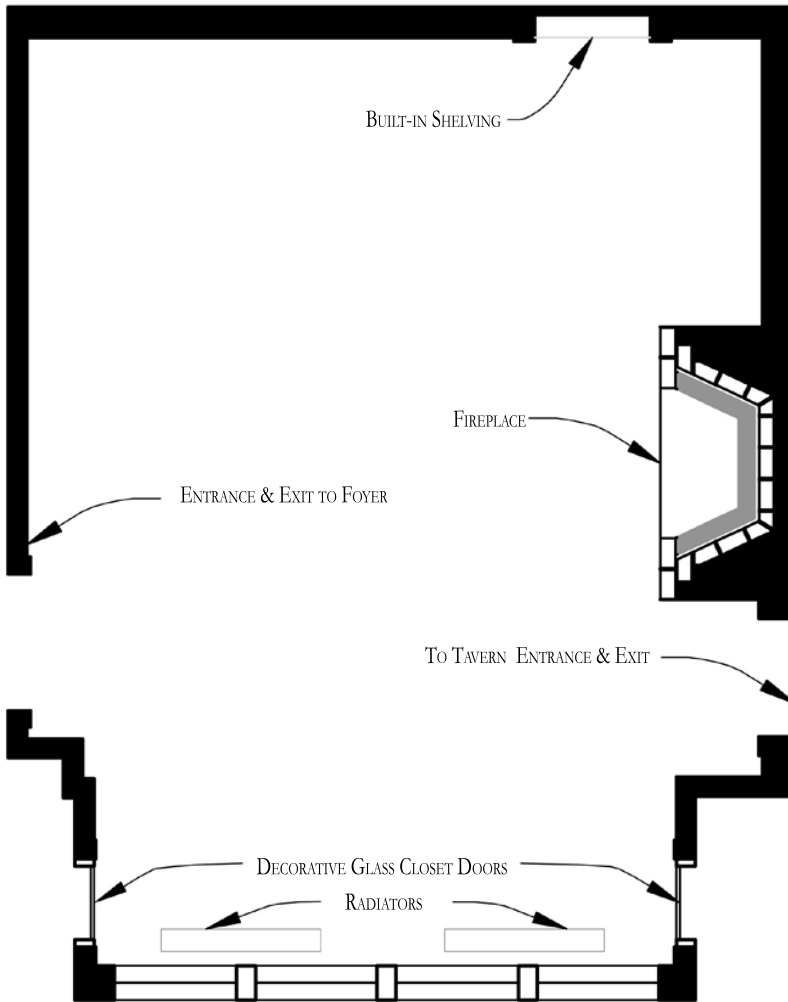 Built-in Shelving
Fireplace
Entrance & Exit to Foyer
To Tavern Entrance & Exit
Decorative Glass Closet Doors
Radiators